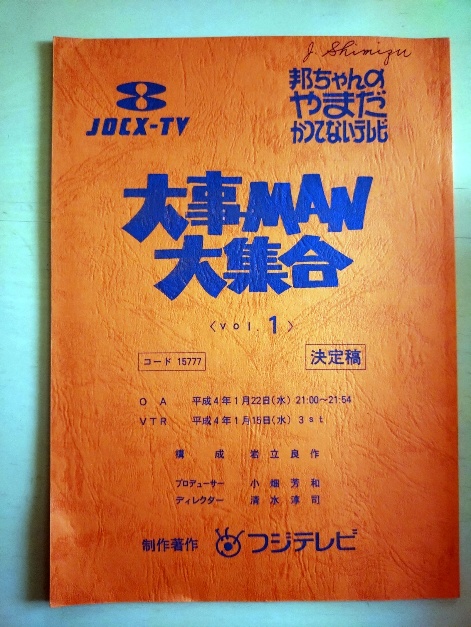 J. Shimizu
8
JOCX-TV
邦ちゃんの
やまだ
かつてないテレビ
大事MAN
大集合
〈vol.1〉
コード 15777
決定稿
OA 平成4年1月22日(水) 21:00〜21:54
VTR 平成4年1月15日(水) 3st
構成 岩立良作
プロデューサー 小畑芳和
ディレクター 清水淳司
制作著作 フジテレビ